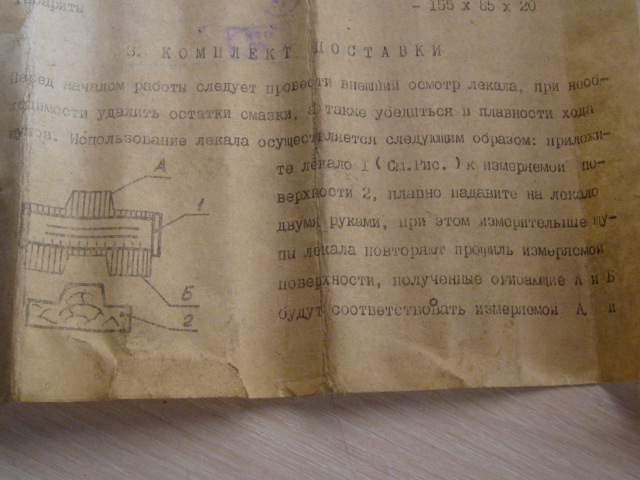 Габариты - 155 х 85 х 20
3. КОМПЛЕКТ ПОСТАВКИ
Перед началом работы следует провести внешний осмотр лекала, при необ-
ходимости удалить остатки смазки, а также убедиться в плавности хода
щупов. Использование лекала осуществляется следующим образом: приложи-
те лекало I (См.Рис.) к измеряемой по-
верхности 2, плавно надавите на лекало
двумя руками, при этом измерительные щу-
пы лекала повторяют профиль измеряемой
поверхности, полученные огибающие А и Б
будут соответствовать измеряемой А и
А
1
Б
2